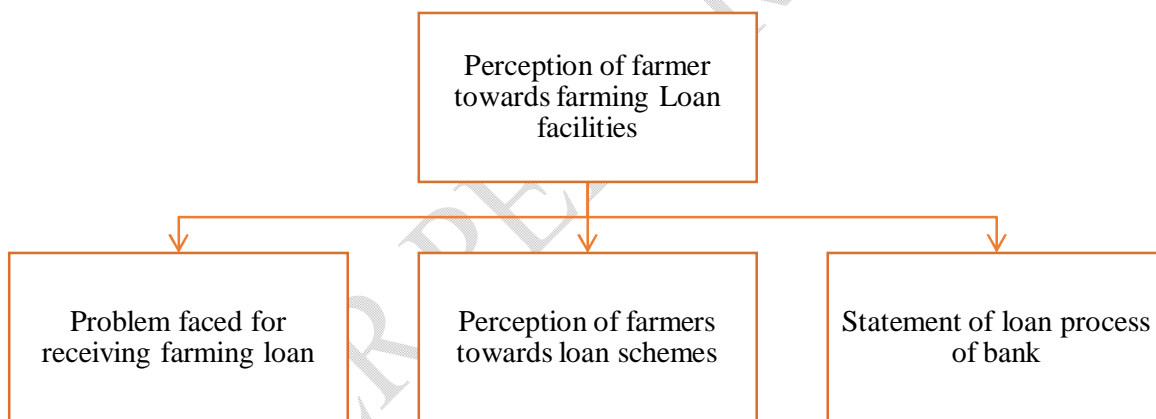 Perception of farmer
towards farming Loan
facilities
Problem faced for
receiving farming loan
Perception of farmers
towards loan schemes
Statement of loan process
of bank